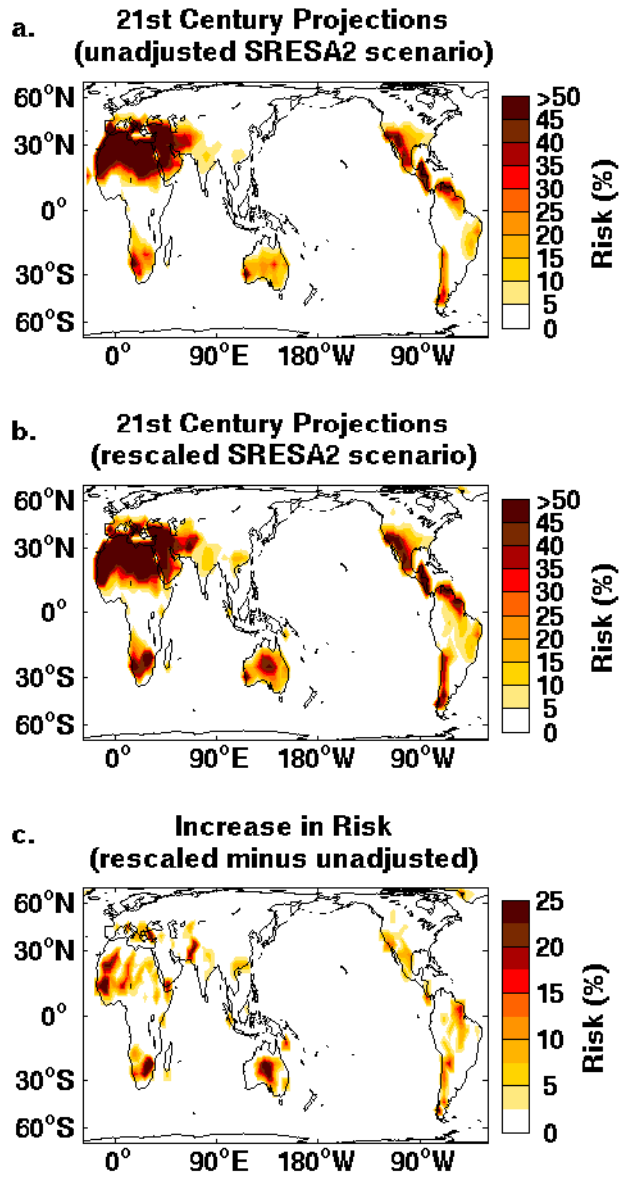 a.
21st Century Projections
(unadjusted SRESA2 scenario)
60°N
30°N
0°
30°S
60°S
0°
90°E
180°W
90°W
>50
45
40
35
30
25
20
15
10
5
0
Risk (%)
b.
21st Century Projections
(rescaled SRESA2 scenario)
60°N
30°N
0°
30°S
60°S
0°
90°E
180°W
90°W
>50
45
40
35
30
25
20
15
10
5
0
Risk (%)
c.
Increase in Risk
(rescaled minus unadjusted)
60°N
30°N
0°
30°S
60°S
0°
90°E
180°W
90°W
25
20
15
10
5
0
Risk (%)